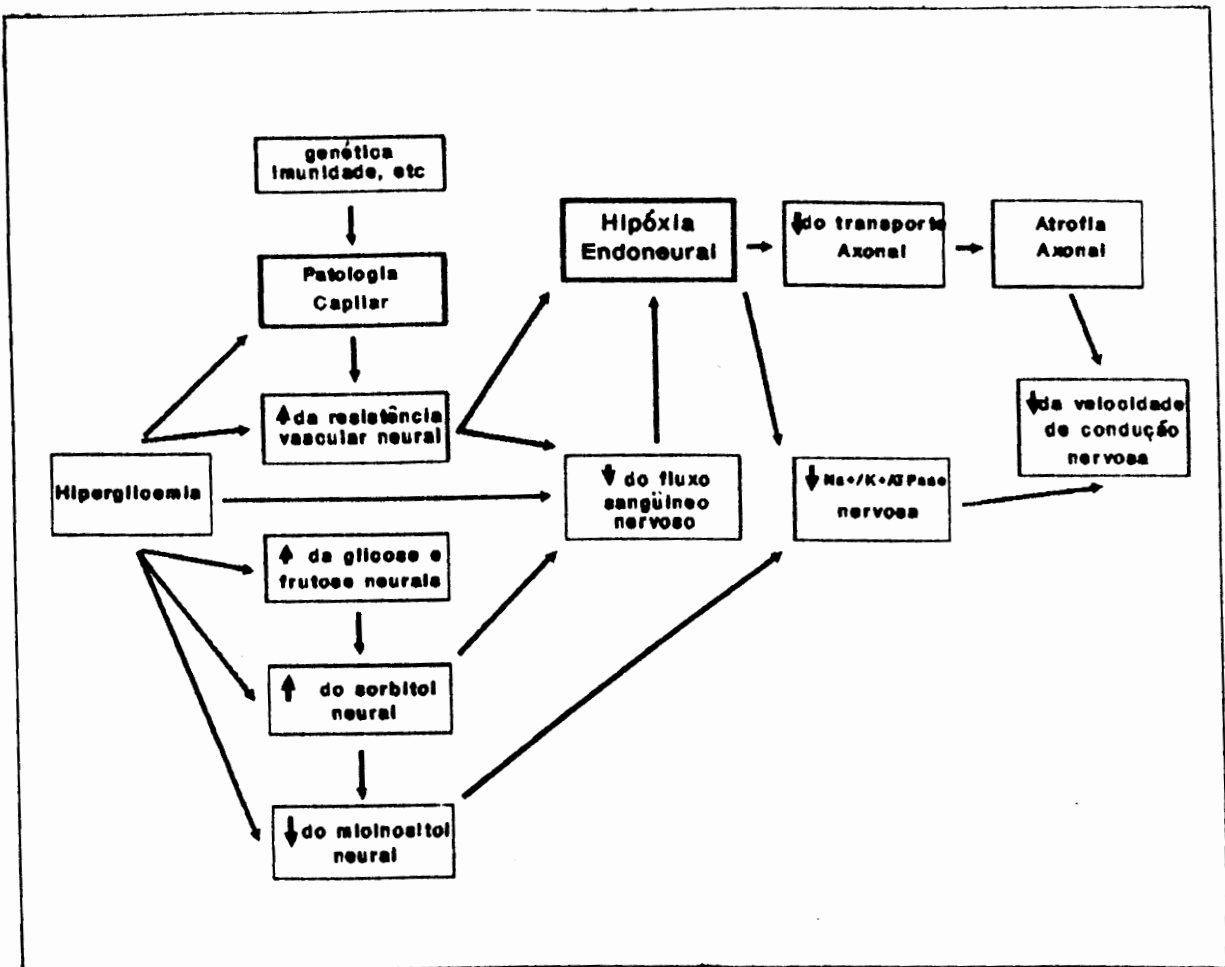 genética
imunidade, etc
Patologia
Capilar
↑ da resistência
vascular neural
Hiperglicemia
↑ da glicose e
frutose neurais
↑ do sorbitol
neural
↓ do mioinositol
neural
Hipóxia
Endoneural
↓ do fluxo
sangüíneo
nervoso
↓ do transporte
Axonal
↓ Na+/K+ATPase
nervosa
Atrofia
Axonal
↓ da velocidade
de condução
nervosa